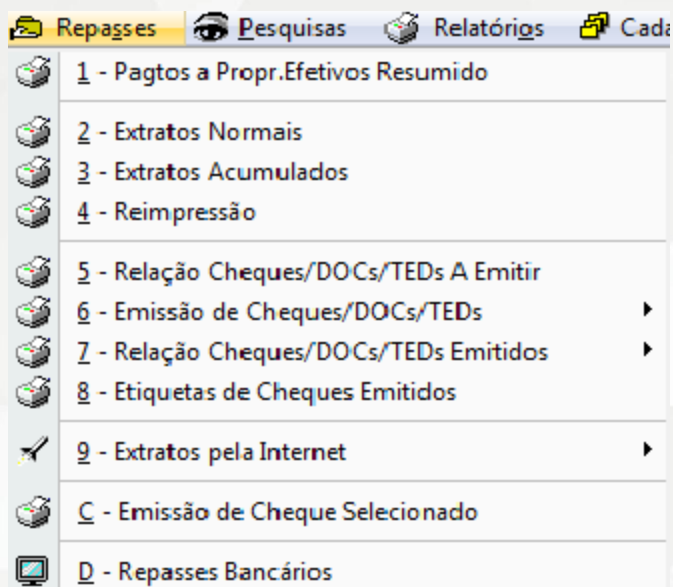 Repasses Pesquisas Relatórios Cada
1 - Pagtos a Propr.Efetivos Resumido
2 - Extratos Normais
3 - Extratos Acumulados
4 - Reimpressão
5 - Relação Cheques/DOCs/TEDs A Emitir
6 - Emissão de Cheques/DOCs/TEDs
7 - Relação Cheques/DOCs/TEDs Emitidos
8 - Etiquetas de Cheques Emitidos
9 - Extratos pela Internet
C - Emissão de Cheque Selecionado
D - Repasses Bancários